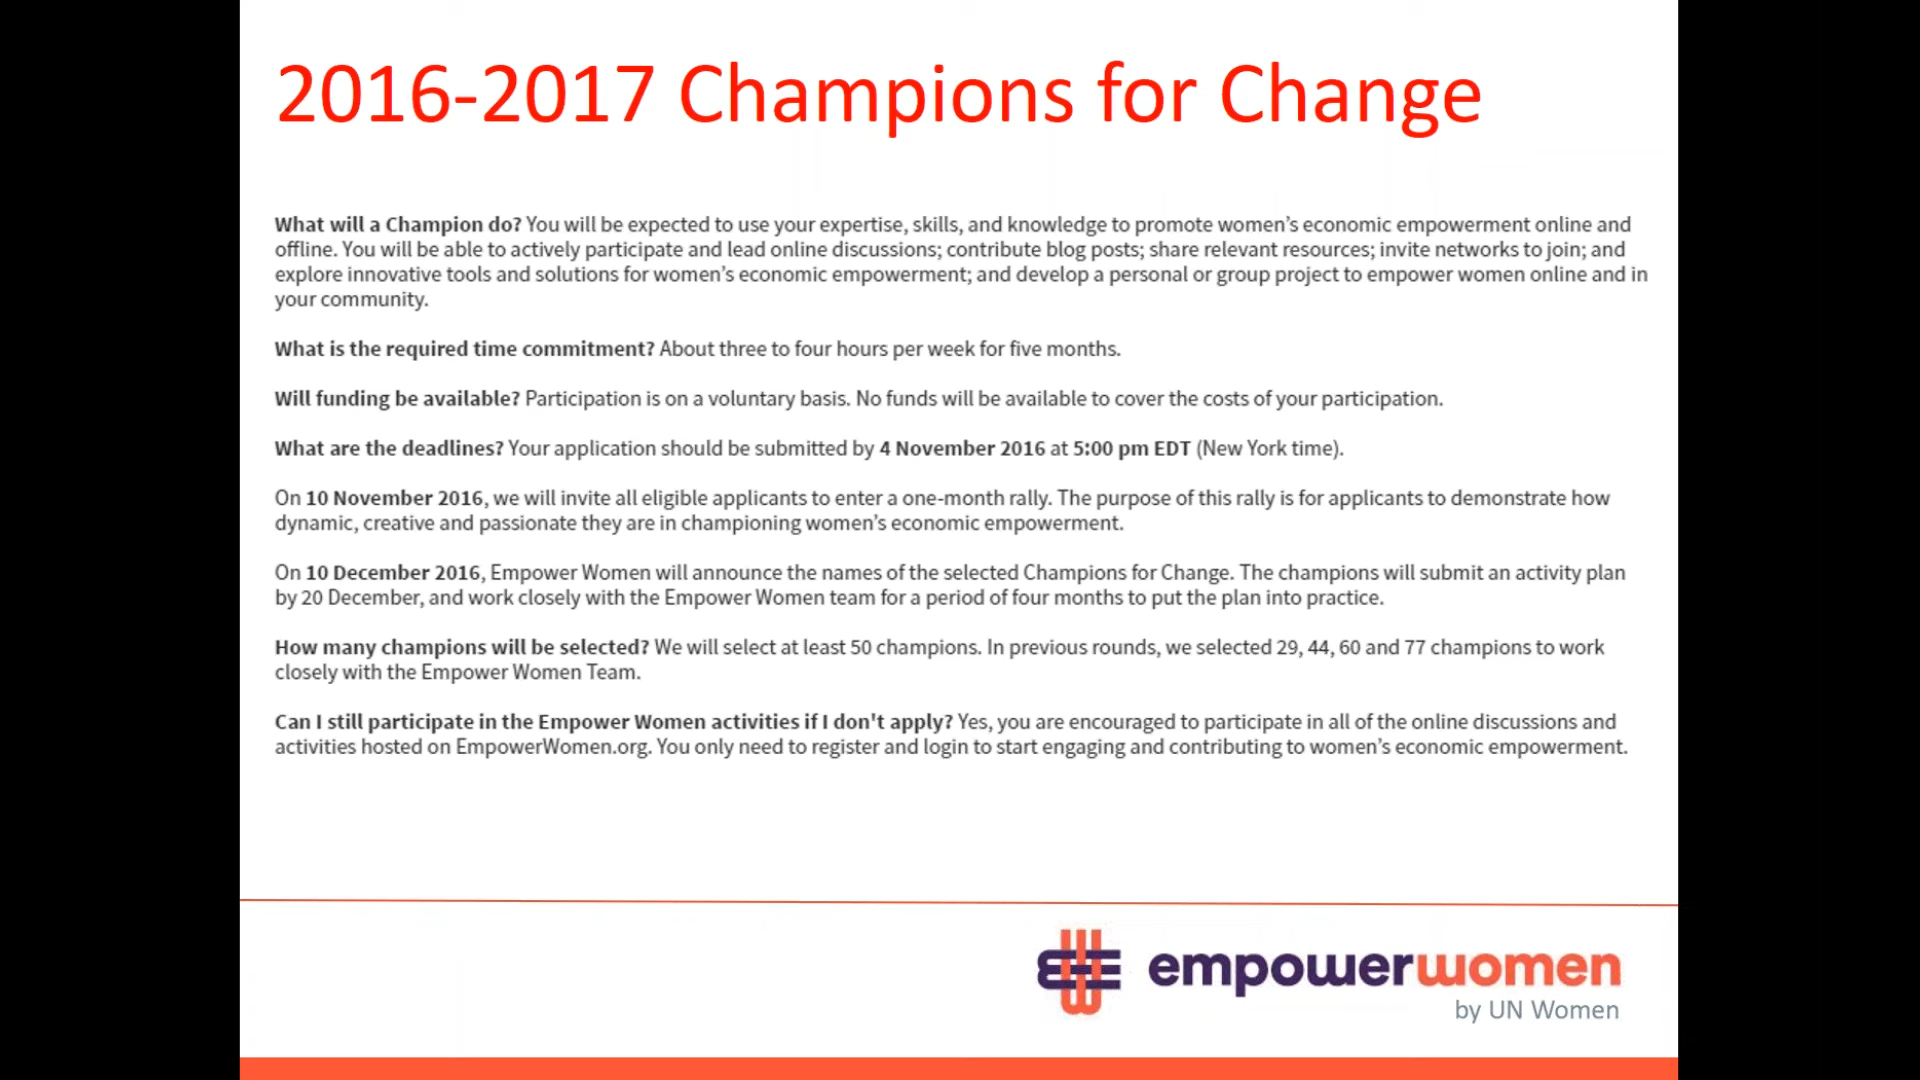 2016-2017 Champions for Change
What will a Champion do? You will be expected to use your expertise, skills, and knowledge to promote women’s economic empowerment online and
offline. You will be able to actively participate and lead online discussions; contribute blog posts; share relevant resources; invite networks to join; and
explore innovative tools and solutions for women’s economic empowerment; and develop a personal or group project to empower women online and in
your community.
What is the required time commitment? About three to four hours per week for five months.
Will funding be available? Participation is on a voluntary basis. No funds will be available to cover the costs of your participation.
What are the deadlines? Your application should be submitted by 4 November 2016 at 5:00 pm EDT (New York time).
On 10 November 2016, we will invite all eligible applicants to enter a one-month rally. The purpose of this rally is for applicants to demonstrate how
dynamic, creative and passionate they are in championing women’s economic empowerment.
On 10 December 2016, Empower Women will announce the names of the selected Champions for Change. The champions will submit an activity plan
by 20 December, and work closely with the Empower Women team for a period of four months to put the plan into practice.
How many champions will be selected? We will select at least 50 champions. In previous rounds, we selected 29, 44, 60 and 77 champions to work
closely with the Empower Women Team.
Can I still participate in the Empower Women activities if I don't apply? Yes, you are encouraged to participate in all of the online discussions and
activities hosted on EmpowerWomen.org. You only need to register and login to start engaging and contributing to women’s economic empowerment.
empowerwomen
by UN Women